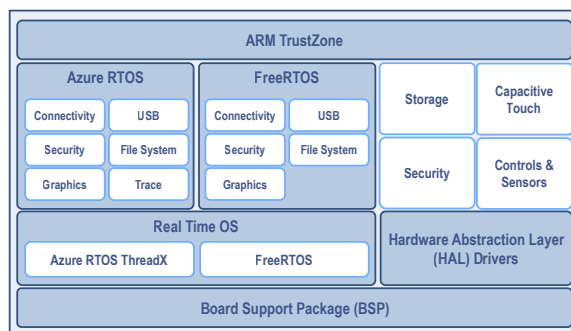 ARM TrustZone
Azure RTOS
Connectivity
USB
Security
File System
Graphics
Trace
FreeRTOS
Connectivity
USB
Security
File System
Graphics
Storage
Capacitive
Touch
Security
Controls &
Sensors
Real Time OS
Azure RTOS ThreadX
FreeRTOS
Hardware Abstraction Layer
(HAL) Drivers
Board Support Package (BSP)